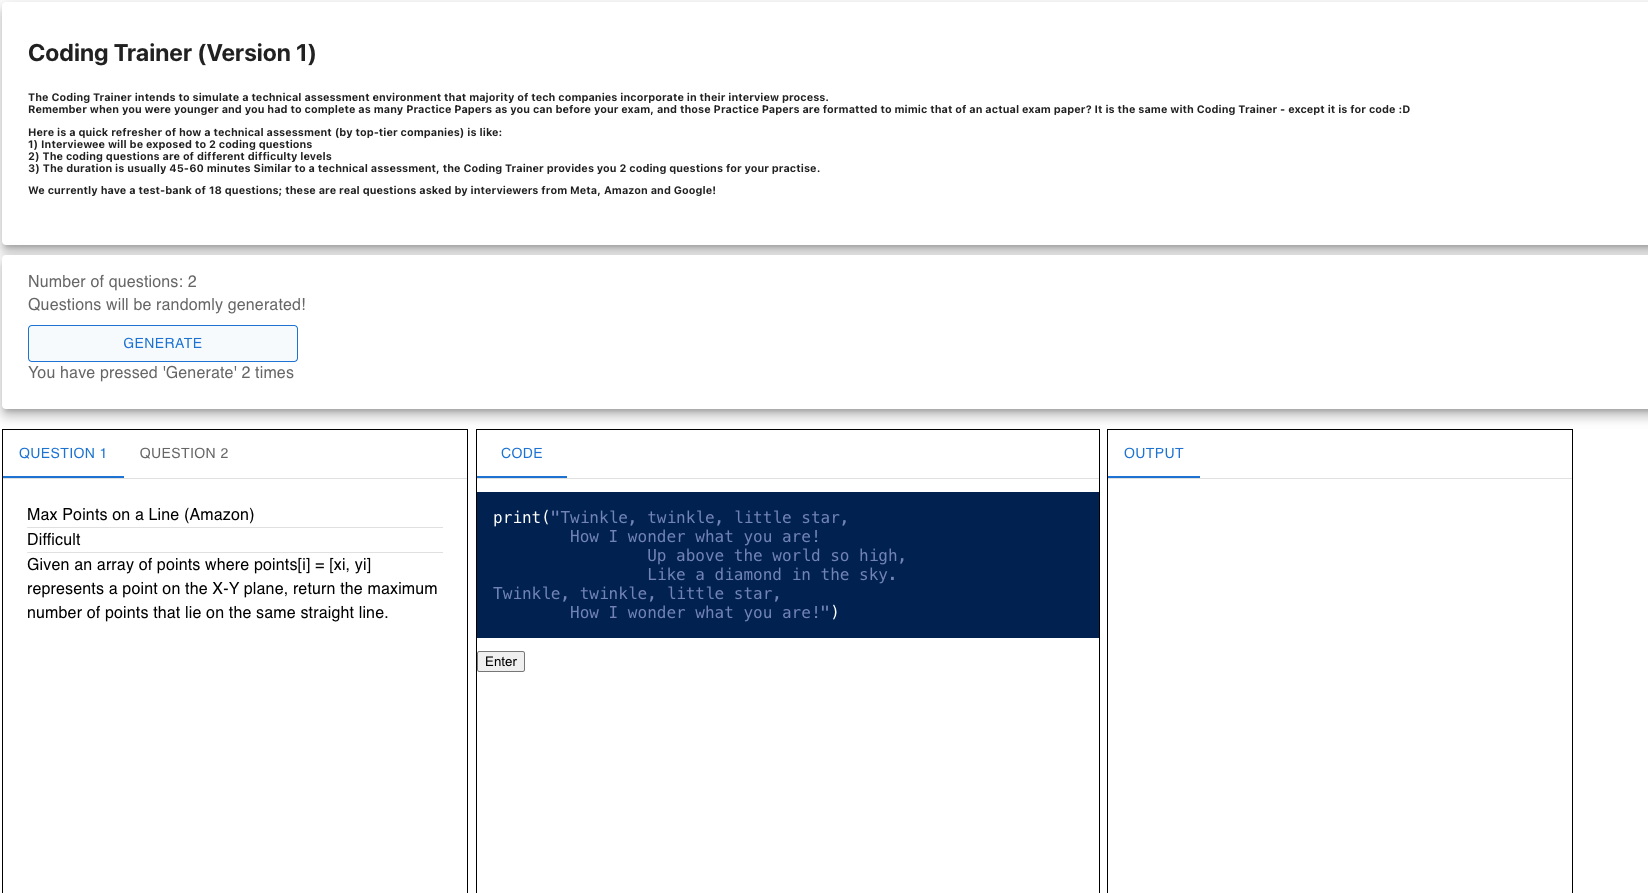 Coding Trainer (Version 1)
The Coding Trainer intends to simulate a technical assessment environment that majority of tech companies incorporate in their interview process.
Remember when you were younger and you had to complete as many Practice Papers as you can before your exam, and those Practice Papers are formatted to mimic that of an actual exam paper? It is the same with Coding Trainer - except it is for code :D
Here is a quick refresher of how a technical assessment (by top-tier companies) is like:
1) Interviewee will be exposed to 2 coding questions
2) The coding questions are of different difficulty levels
3) The duration is usually 45-60 minutes Similar to a technical assessment, the Coding Trainer provides you 2 coding questions for your practise.
We currently have a test-bank of 18 questions; these are real questions asked by interviewers from Meta, Amazon and Google!
Number of questions: 2
Questions will be randomly generated!
GENERATE
You have pressed 'Generate' 2 times
QUESTION 1
QUESTION 2
Max Points on a Line (Amazon)
Difficult
Given an array of points where points[i] = [xi, yi]
represents a point on the X-Y plane, return the maximum
number of points that lie on the same straight line.
CODE
print("Twinkle, twinkle, little star,
How I wonder what you are!
Up above the world so high,
Like a diamond in the sky.
Twinkle, twinkle, little star,
How I wonder what you are!")
Enter
OUTPUT